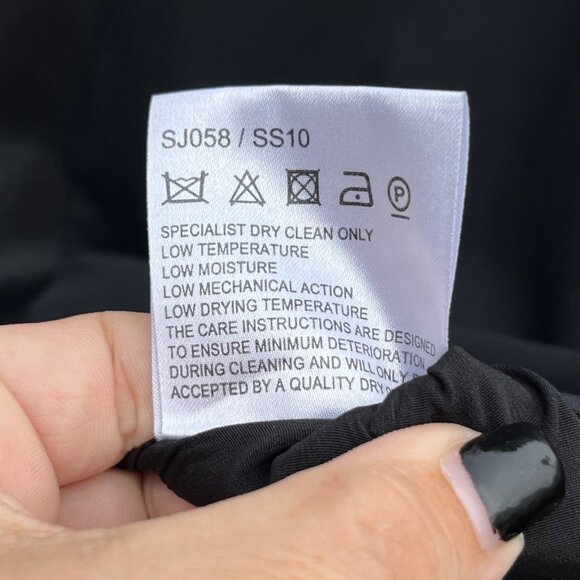 SJ058 / SS10
P
SPECIALIST DRY CLEAN ONLY
LOW TEMPERATURE
LOW MOISTURE
LOW MECHANICAL ACTION
LOW DRYING TEMPERATURE
THE CARE INSTRUCTIONS ARE DESIGNED
TO ENSURE MINIMUM DETERIORATION
DURING CLEANING AND WILL ONLY
ACCEPTED BY A QUALITY DRY